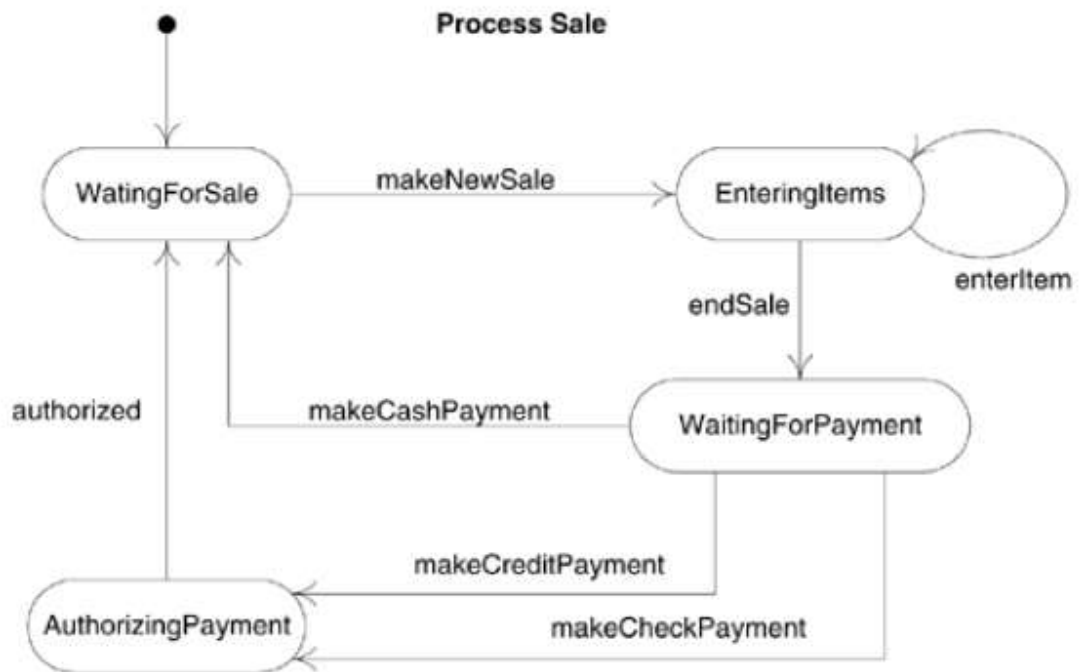 Process Sale
WatingForSale
makeNewSale
EnteringItems
enterItem
endSale
authorized
makeCashPayment
WaitingForPayment
makeCreditPayment
AuthorizingPayment
makeCheckPayment